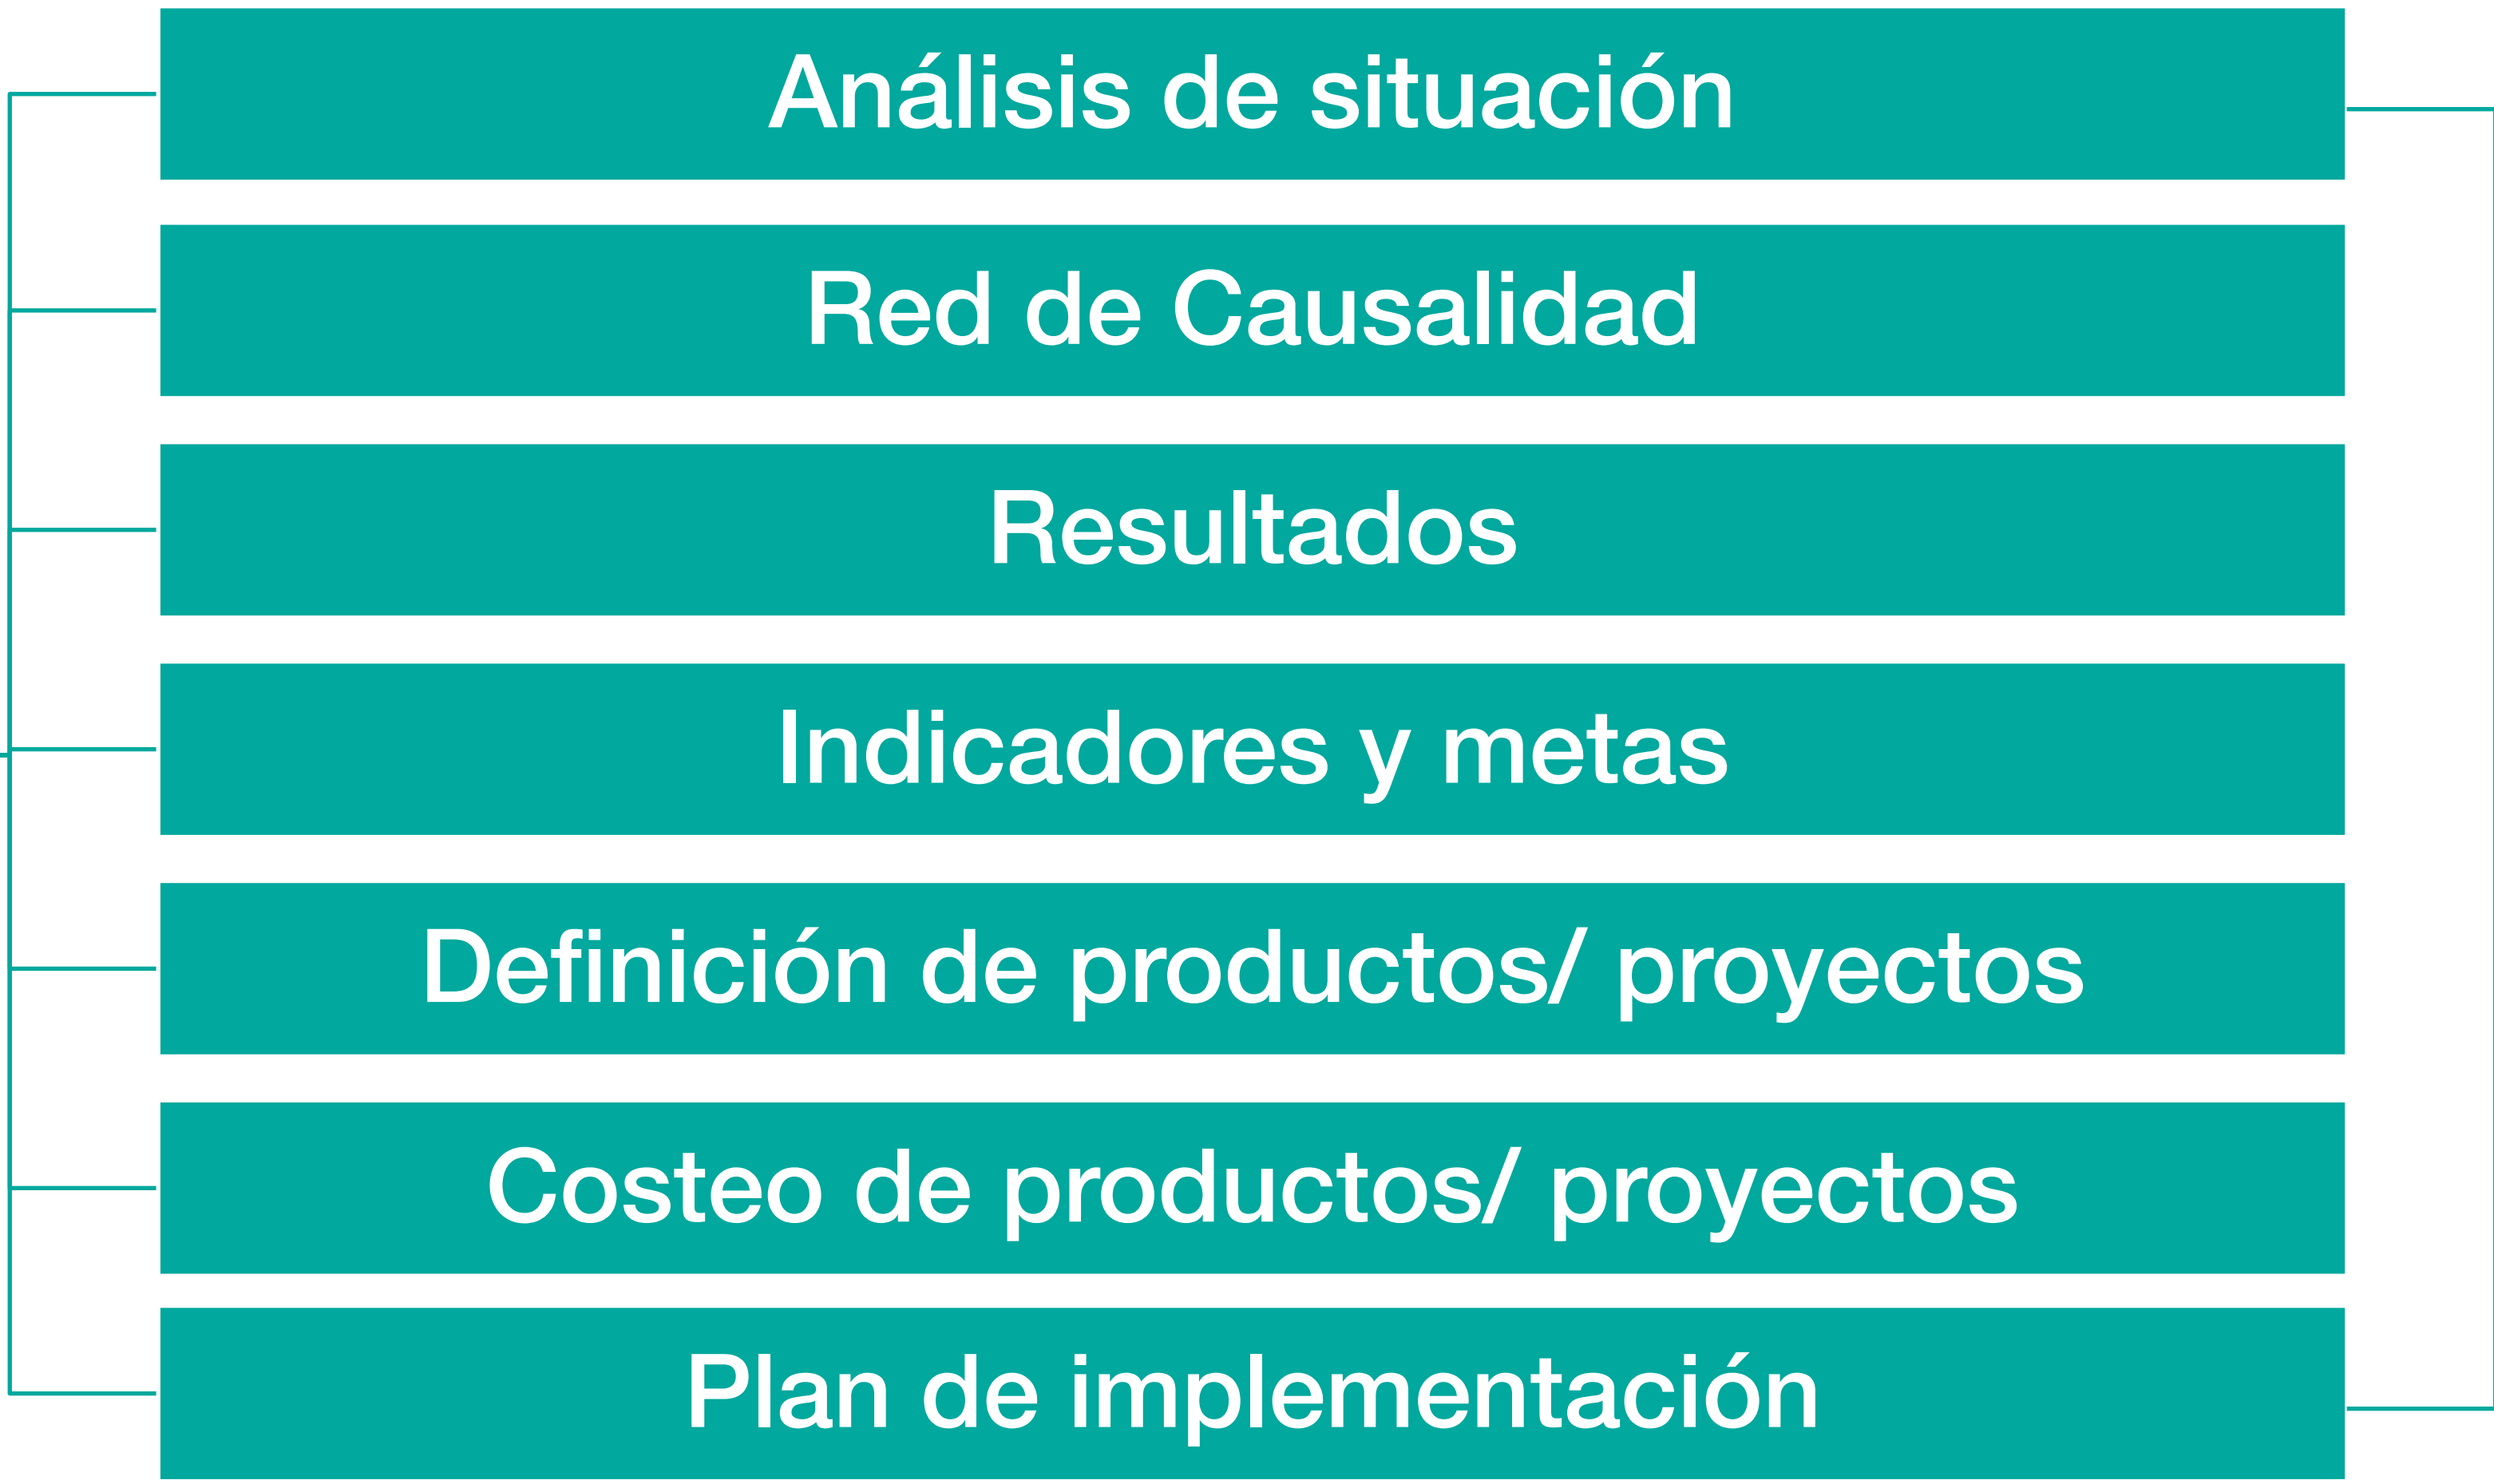 Análisis de situación
Red de Causalidad
Resultados
Indicadores y metas
Definición de productos/ proyectos
Costeo de productos/ proyectos
Plan de implementación